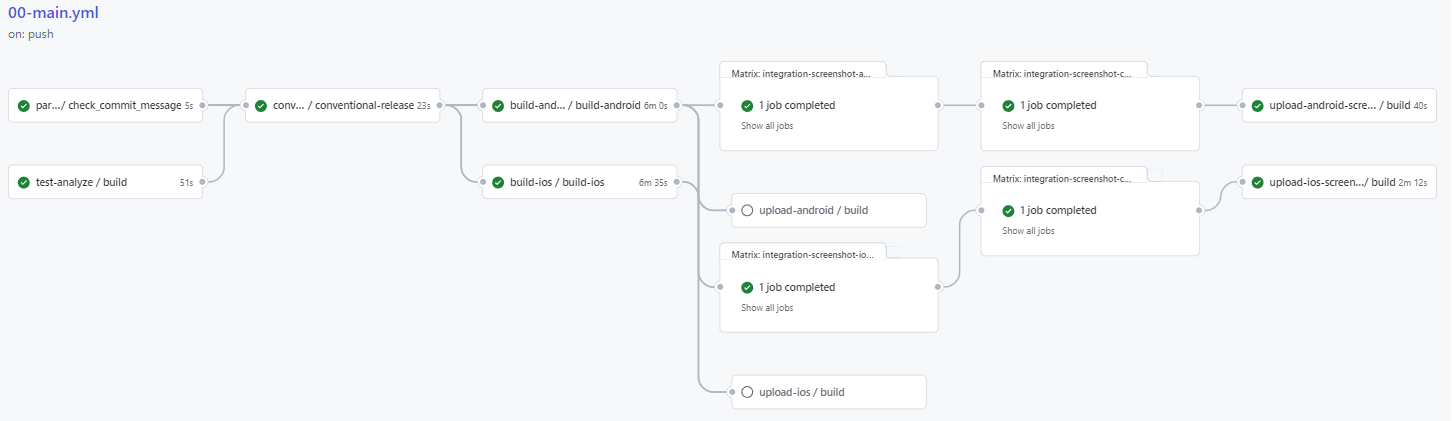 00-main.yml
on: push
par.../ check_commit_message 5s
test-analyze / build 51s
conv... / conventional-release 23s
build-and... / build-android 6m 0s
build-ios / build-ios 6m 35s
Matrix: integration-screenshot-a...
1 job completed
Show all jobs
upload-android / build
Matrix: integration-screenshot-io...
1 job completed
Show all jobs
upload-ios / build
Matrix: integration-screenshot-c...
1 job completed
Show all jobs
Matrix: integration-screenshot-c...
1 job completed
Show all jobs
upload-android-scre... / build 40s
upload-ios-screen.../ build 2m 12s